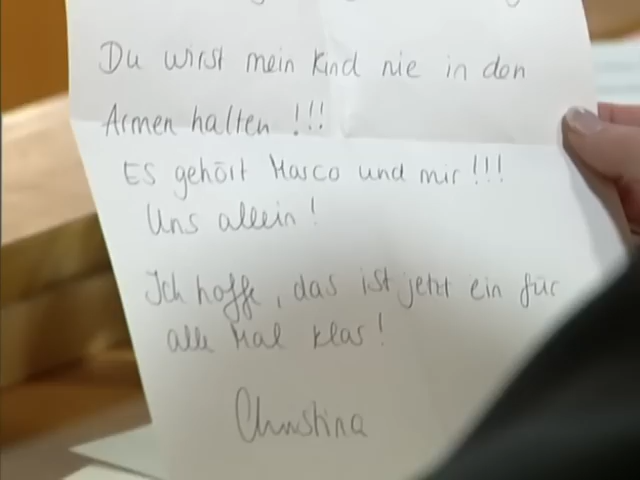 Du wirst mein Kind nie in den
Armen halten !!!
ES gehört Marco und mir!!!
Uns allein!
Ich hoffe, das ist jetzt ein für
alle Mal klar!
Christina